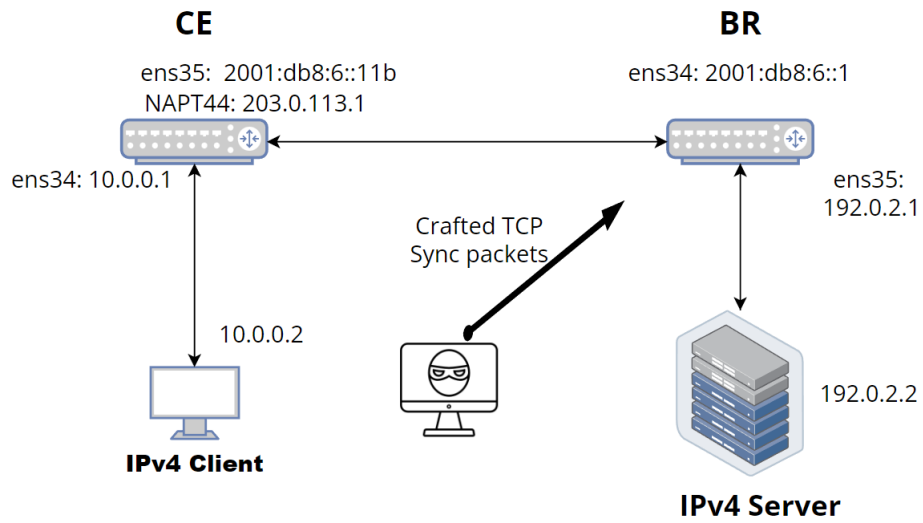 CE
BR
ens35:  2001:db8:6::11b
NAPT44: 203.0.113.1
ens34: 2001:db8:6::1
ens34: 10.0.0.1
ens35:
192.0.2.1
Crafted TCP
Sync packets
10.0.0.2
192.0.2.2
IPv4 Client
IPv4 Server